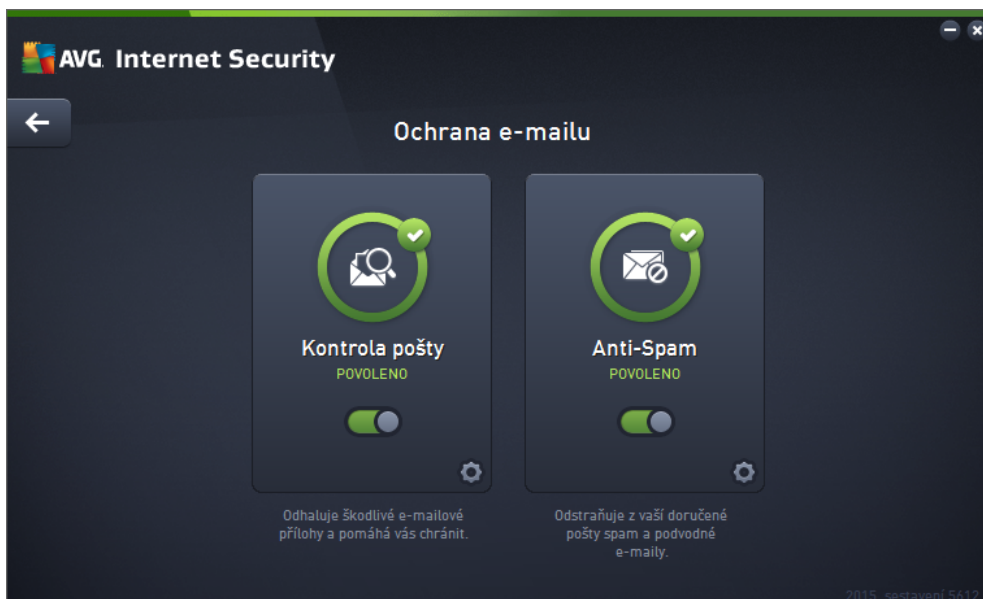 AVG. Internet Security
Ochrana e-mailu
Kontrola pošty
POVOLENO
Odhaluje škodlivé e-mailové
přílohy a pomáhá vás chránit.
Anti-Spam
POVOLENO
Odstraňuje z vaší doručené
pošty spam a podvodné
e-maily.
2015, sestavení 5612